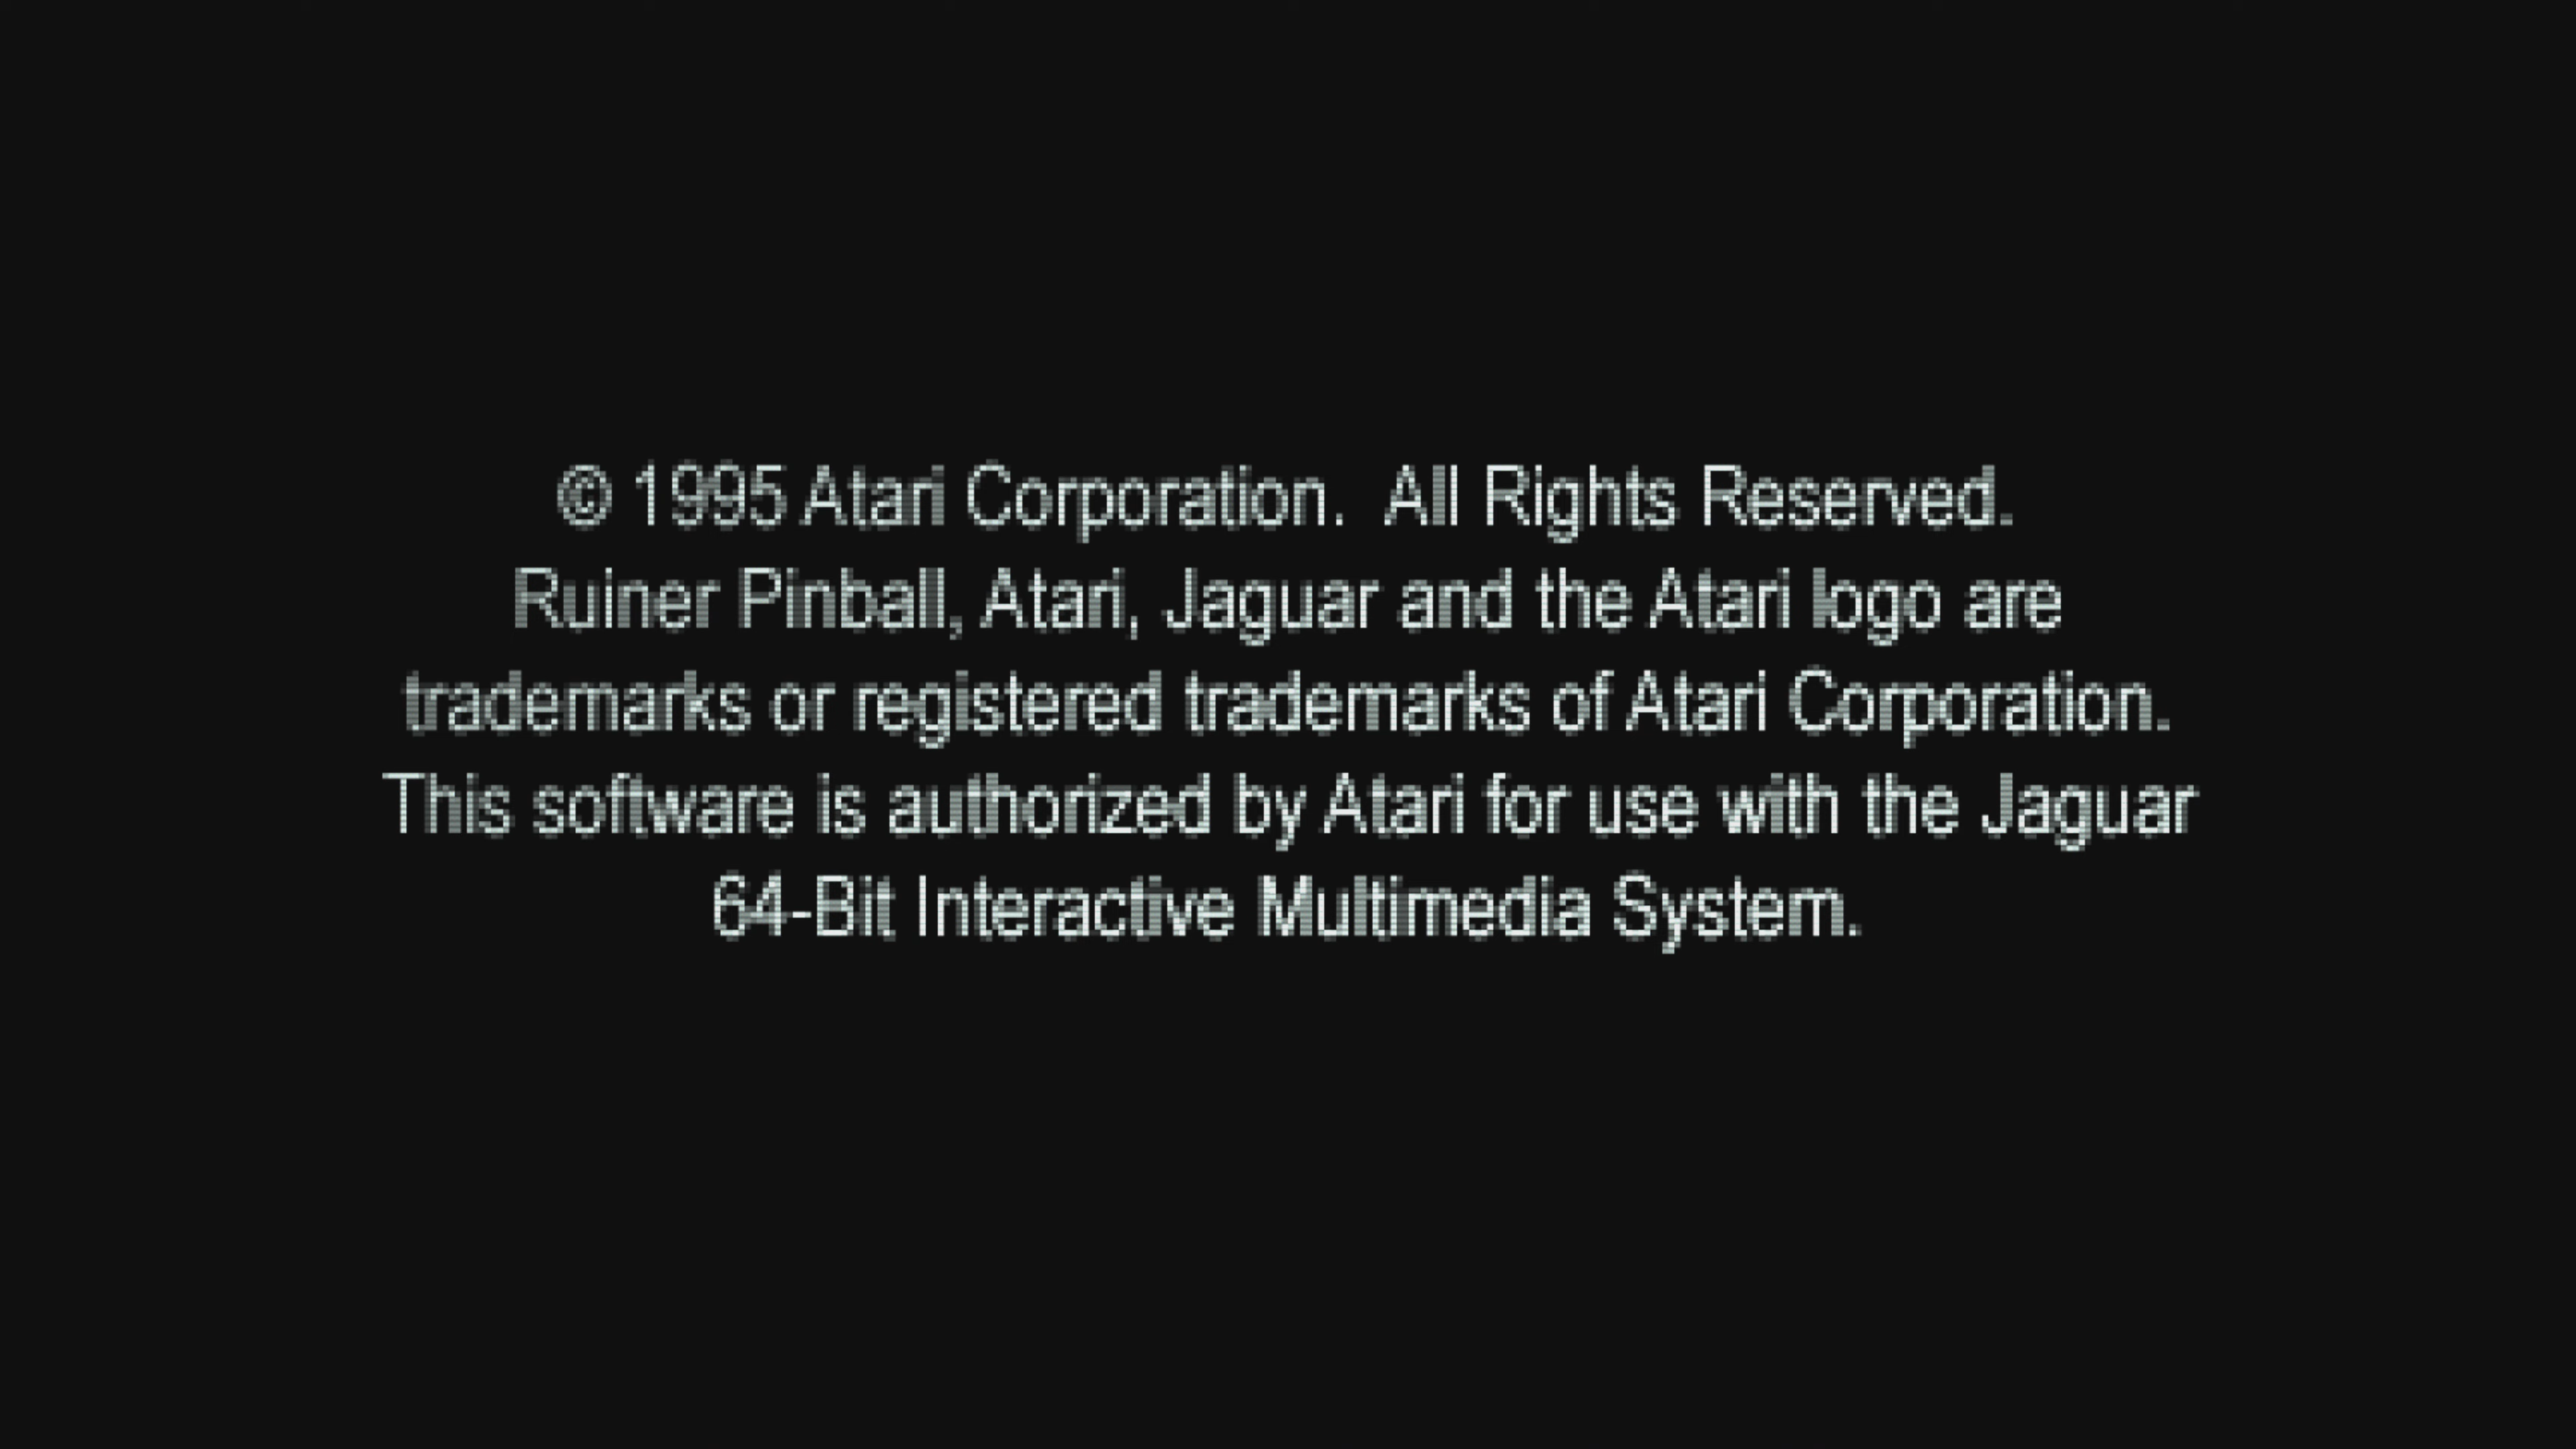 © 1995 Atari Corporation.  All Rights Reserved.
Ruiner Pinball, Atari, Jaguar and the Atari logo are
trademarks or registered trademarks of Atari Corporation.
This software is authorized by Atari for use with the Jaguar
64-Bit Interactive Multimedia System.